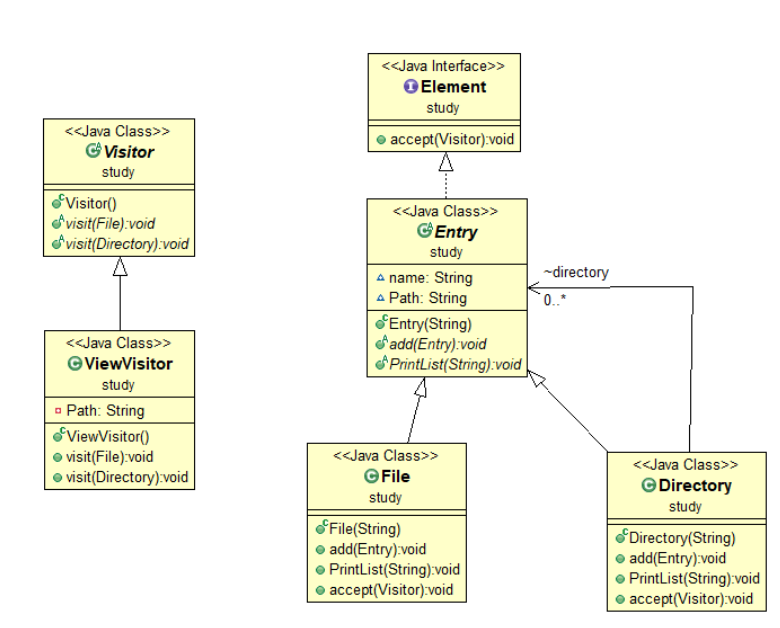 <<Java Interface>>
Element
study
accept(Visitor):void
<<Java Class>>
Visitor
study
Visitor()
visit(File):void
visit(Directory):void
<<Java Class>>
Entry
study
name: String
Path: String
Entry(String)
add(Entry):void
PrintList(String):void
~directory
0..*
<<Java Class>>
ViewVisitor
study
Path: String
ViewVisitor()
visit(File):void
visit(Directory):void
<<Java Class>>
File
study
File(String)
add(Entry):void
PrintList(String):void
accept(Visitor):void
<<Java Class>>
Directory
study
Directory(String)
add(Entry):void
PrintList(String):void
accept(Visitor):void